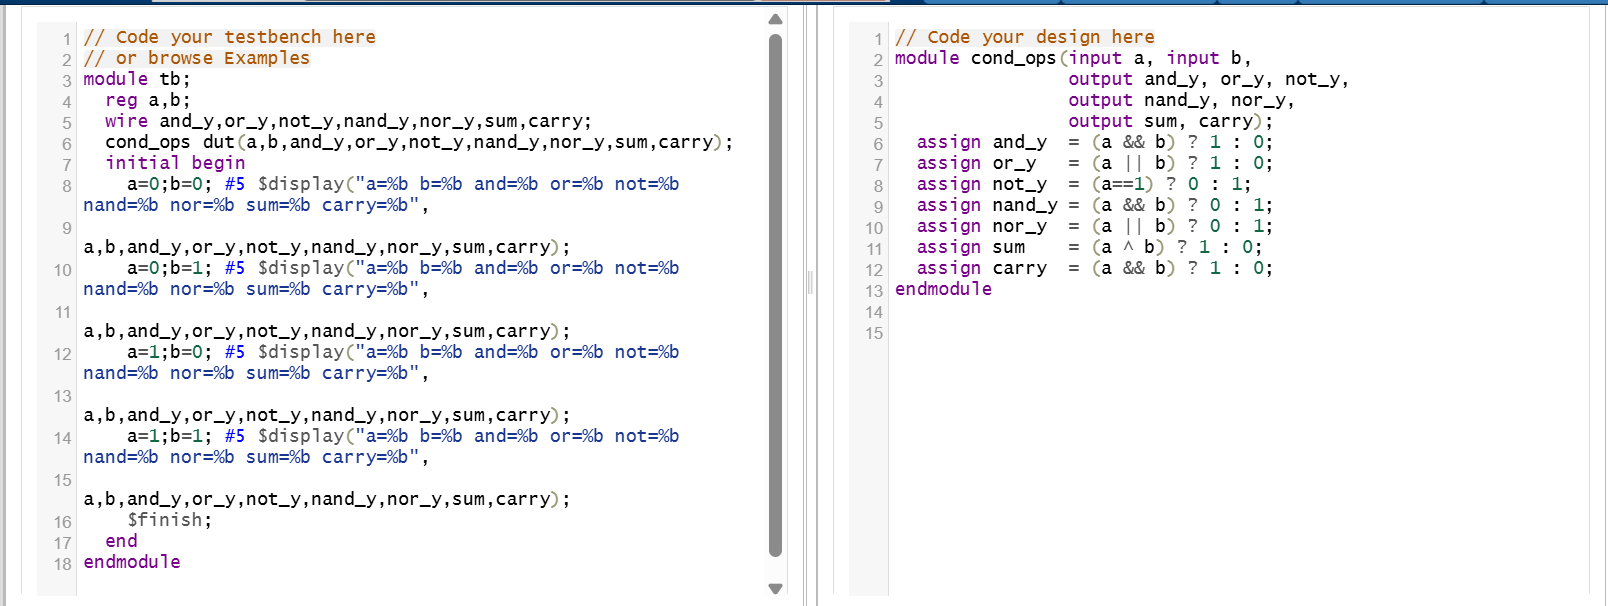 1 // Code your testbench here
2 // or browse Examples
3 module tb;
4   reg a,b;
5   wire and_y,or_y,not_y,nand_y,nor_y,sum,carry;
6   cond_ops dut(a,b,and_y,or_y,not_y,nand_y,nor_y,sum,carry);
7   initial begin
8     a=0;b=0; #5 $display("a=%b b=%b and=%b or=%b not=%b
nand=%b nor=%b sum=%b carry=%b",
9
a,b,and_y,or_y,not_y,nand_y,nor_y,sum,carry);
10     a=0;b=1; #5 $display("a=%b b=%b and=%b or=%b not=%b
nand=%b nor=%b sum=%b carry=%b",
11
a,b,and_y,or_y,not_y,nand_y,nor_y,sum,carry);
12     a=1;b=0; #5 $display("a=%b b=%b and=%b or=%b not=%b
nand=%b nor=%b sum=%b carry=%b",
13
a,b,and_y,or_y,not_y,nand_y,nor_y,sum,carry);
14     a=1;b=1; #5 $display("a=%b b=%b and=%b or=%b not=%b
nand=%b nor=%b sum=%b carry=%b",
15
a,b,and_y,or_y,not_y,nand_y,nor_y,sum,carry);
16     $finish;
17   end
18 endmodule
1 // Code your design here
2 module cond_ops(input a, input b,
3                 output and_y, or_y, not_y,
4                 output nand_y, nor_y,
5                 output sum, carry);
6   assign and_y  = (a && b) ? 1 : 0;
7   assign or_y   = (a || b) ? 1 : 0;
8   assign not_y  = (a==1) ? 0 : 1;
9   assign nand_y = (a && b) ? 0 : 1;
10   assign nor_y  = (a || b) ? 0 : 1;
11   assign sum    = (a ^ b) ? 1 : 0;
12   assign carry  = (a && b) ? 1 : 0;
13 endmodule
14
15